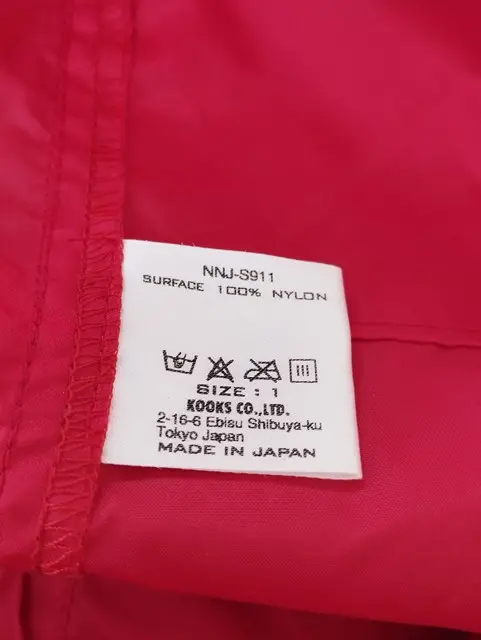 NNJ-S911
SURFACE 100% NYLON
SIZE : 1
KOOKS CO.,LTD.
2-16-6 Ebisu Shibuya-ku
Tokyo Japan
MADE IN JAPAN